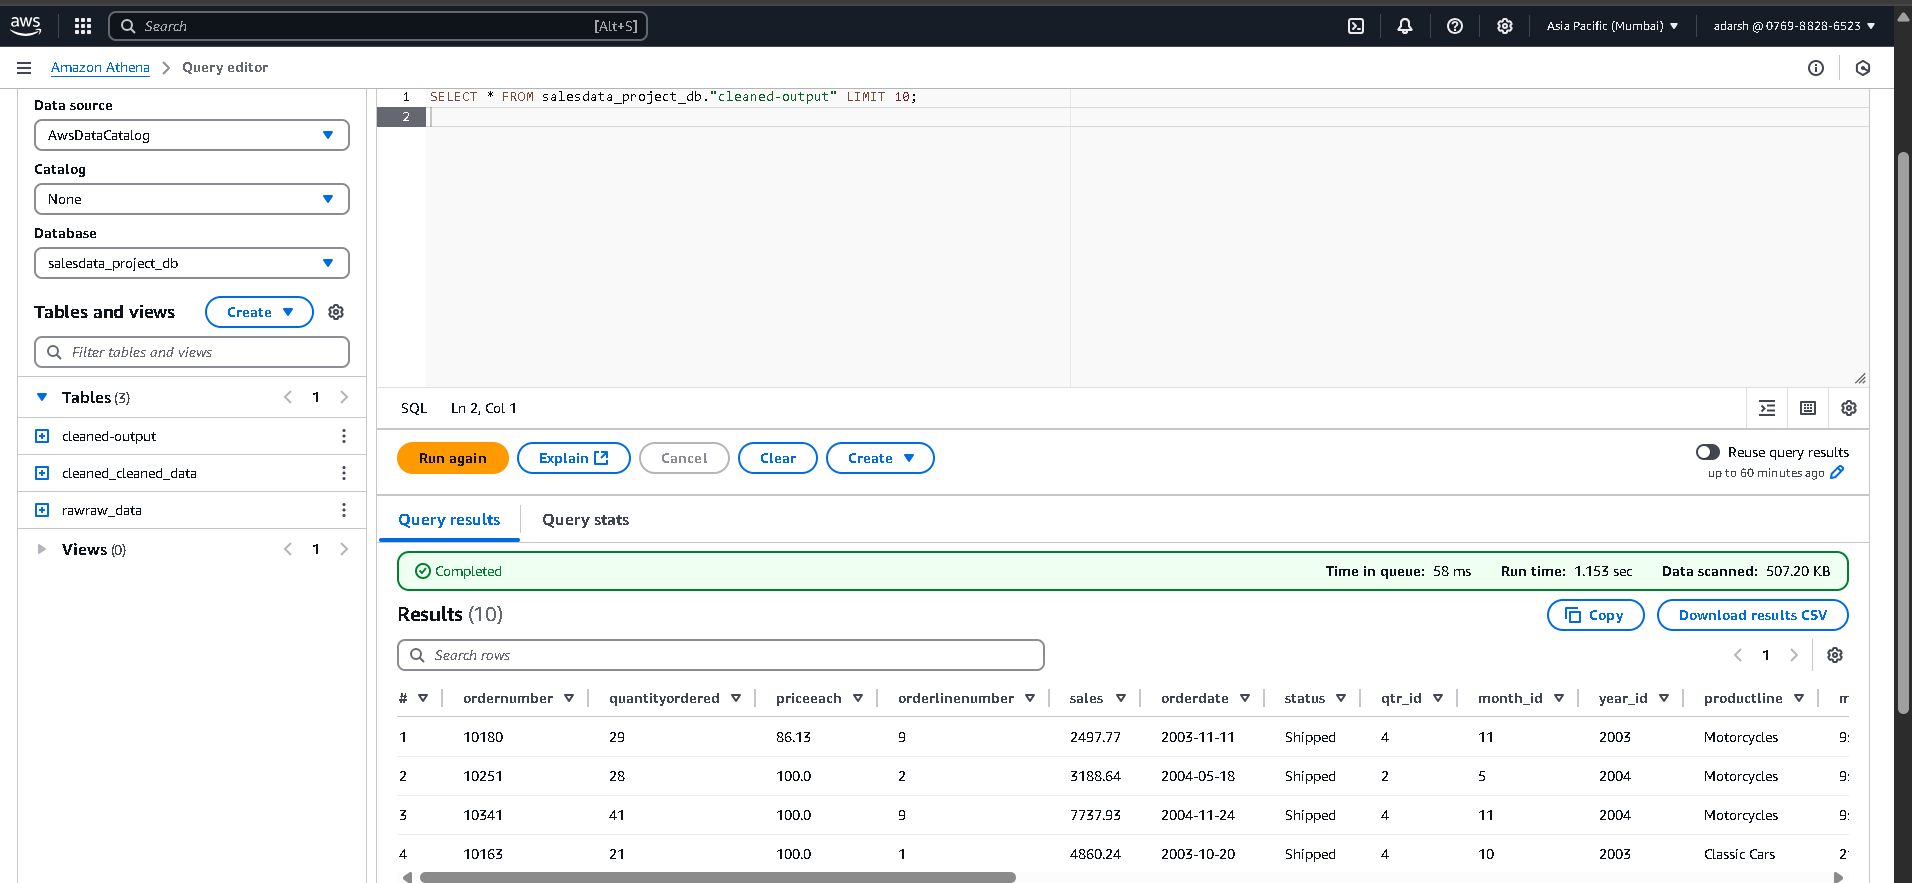 aws
Search [Alt+S]
Asia Pacific (Mumbai)
adarsh @ 0769-8828-6523
Amazon Athena
Query editor
Data source
AwsDataCatalog
Catalog
None
Database
salesdata_project_db
Tables and views
Create
Filter tables and views
Tables (3)
1
cleaned-output
cleaned_cleaned_data
rawraw_data
Views (0)
1
1 SELECT * FROM salesdata_project_db."cleaned-output" LIMIT 10;
2
SQL Ln 2, Col 1
Run again
Explain
Cancel
Clear
Create
Reuse query results
up to 60 minutes ago
Query results
Query stats
Completed
Time in queue: 58 ms
Run time: 1.153 sec
Data scanned: 507.20 KB
Results (10)
Copy
Download results CSV
Search rows
1
# ordernumber quantityordered priceeach orderlinenumber sales orderdate status qtr_id month_id year_id productline
1 10180 29 86.13 9 2497.77 2003-11-11 Shipped 4 11 2003 Motorcycles
2 10251 28 100.0 2 3188.64 2004-05-18 Shipped 2 5 2004 Motorcycles
3 10341 41 100.0 9 7737.93 2004-11-24 Shipped 4 11 2004 Motorcycles
4 10163 21 100.0 1 4860.24 2003-10-20 Shipped 4 10 2003 Classic Cars